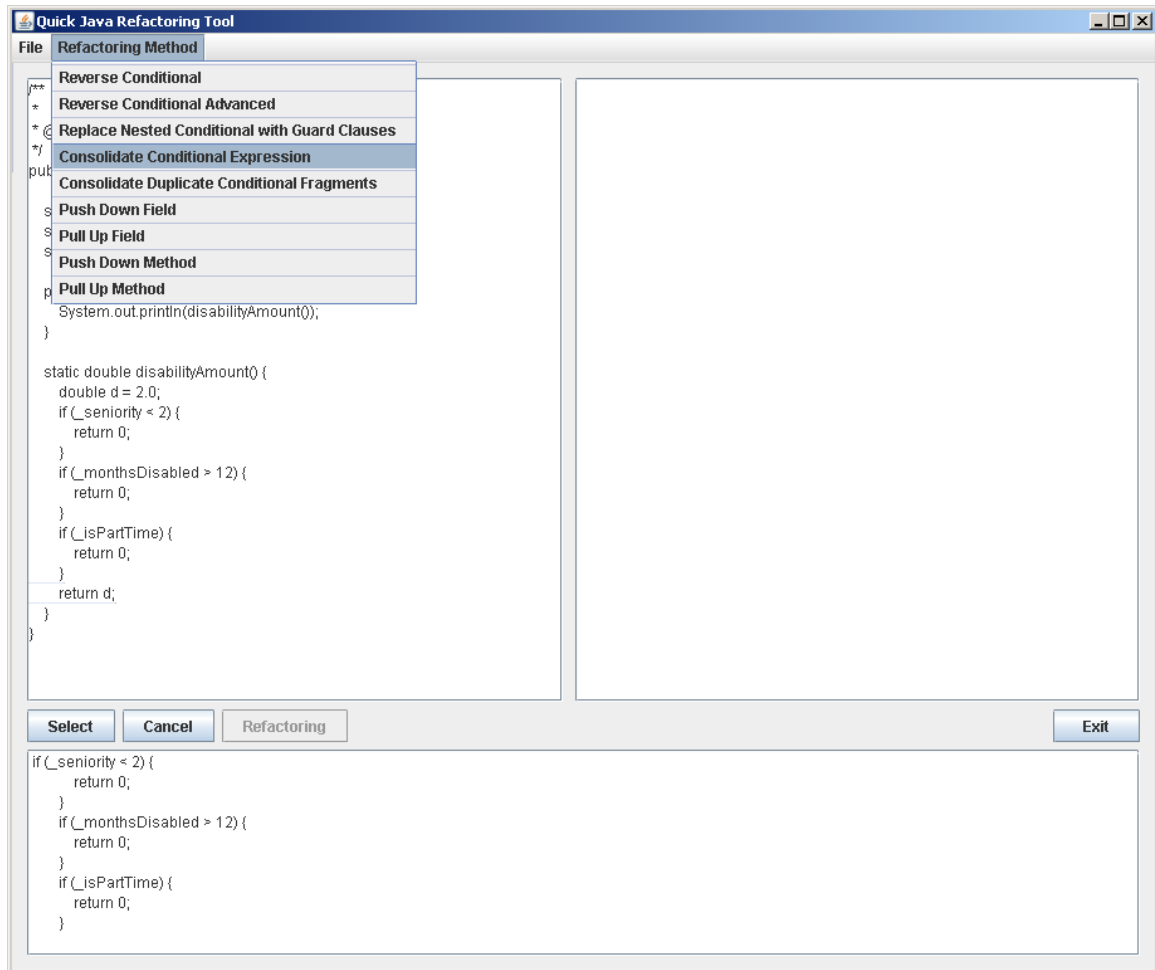 Quick Java Refactoring Tool
File Refactoring Method
Reverse Conditional
Reverse Conditional Advanced
Replace Nested Conditional with Guard Clauses
Consolidate Conditional Expression
Consolidate Duplicate Conditional Fragments
Push Down Field
Pull Up Field
Push Down Method
Pull Up Method
/**
*
* @
*/
pub
s
s
s
p
System.out.println(disabilityAmount());
}
static double disabilityAmount() {
double d = 2.0;
if (_seniority < 2) {
return 0;
}
if (_monthsDisabled > 12) {
return 0;
}
if (_isPartTime) {
return 0;
}
return d;
}
}
Select Cancel Refactoring Exit
if (_seniority < 2) {
return 0;
}
if (_monthsDisabled > 12) {
return 0;
}
if (_isPartTime) {
return 0;
}